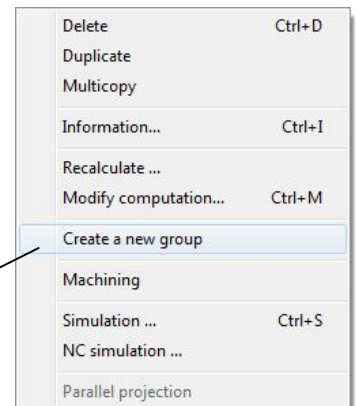 Delete Ctrl+D
Duplicate
Multicopy
Information... Ctrl+I
Recalculate ...
Modify computation... Ctrl+M
Create a new group
Machining
Simulation ... Ctrl+S
NC simulation ...
Parallel projection